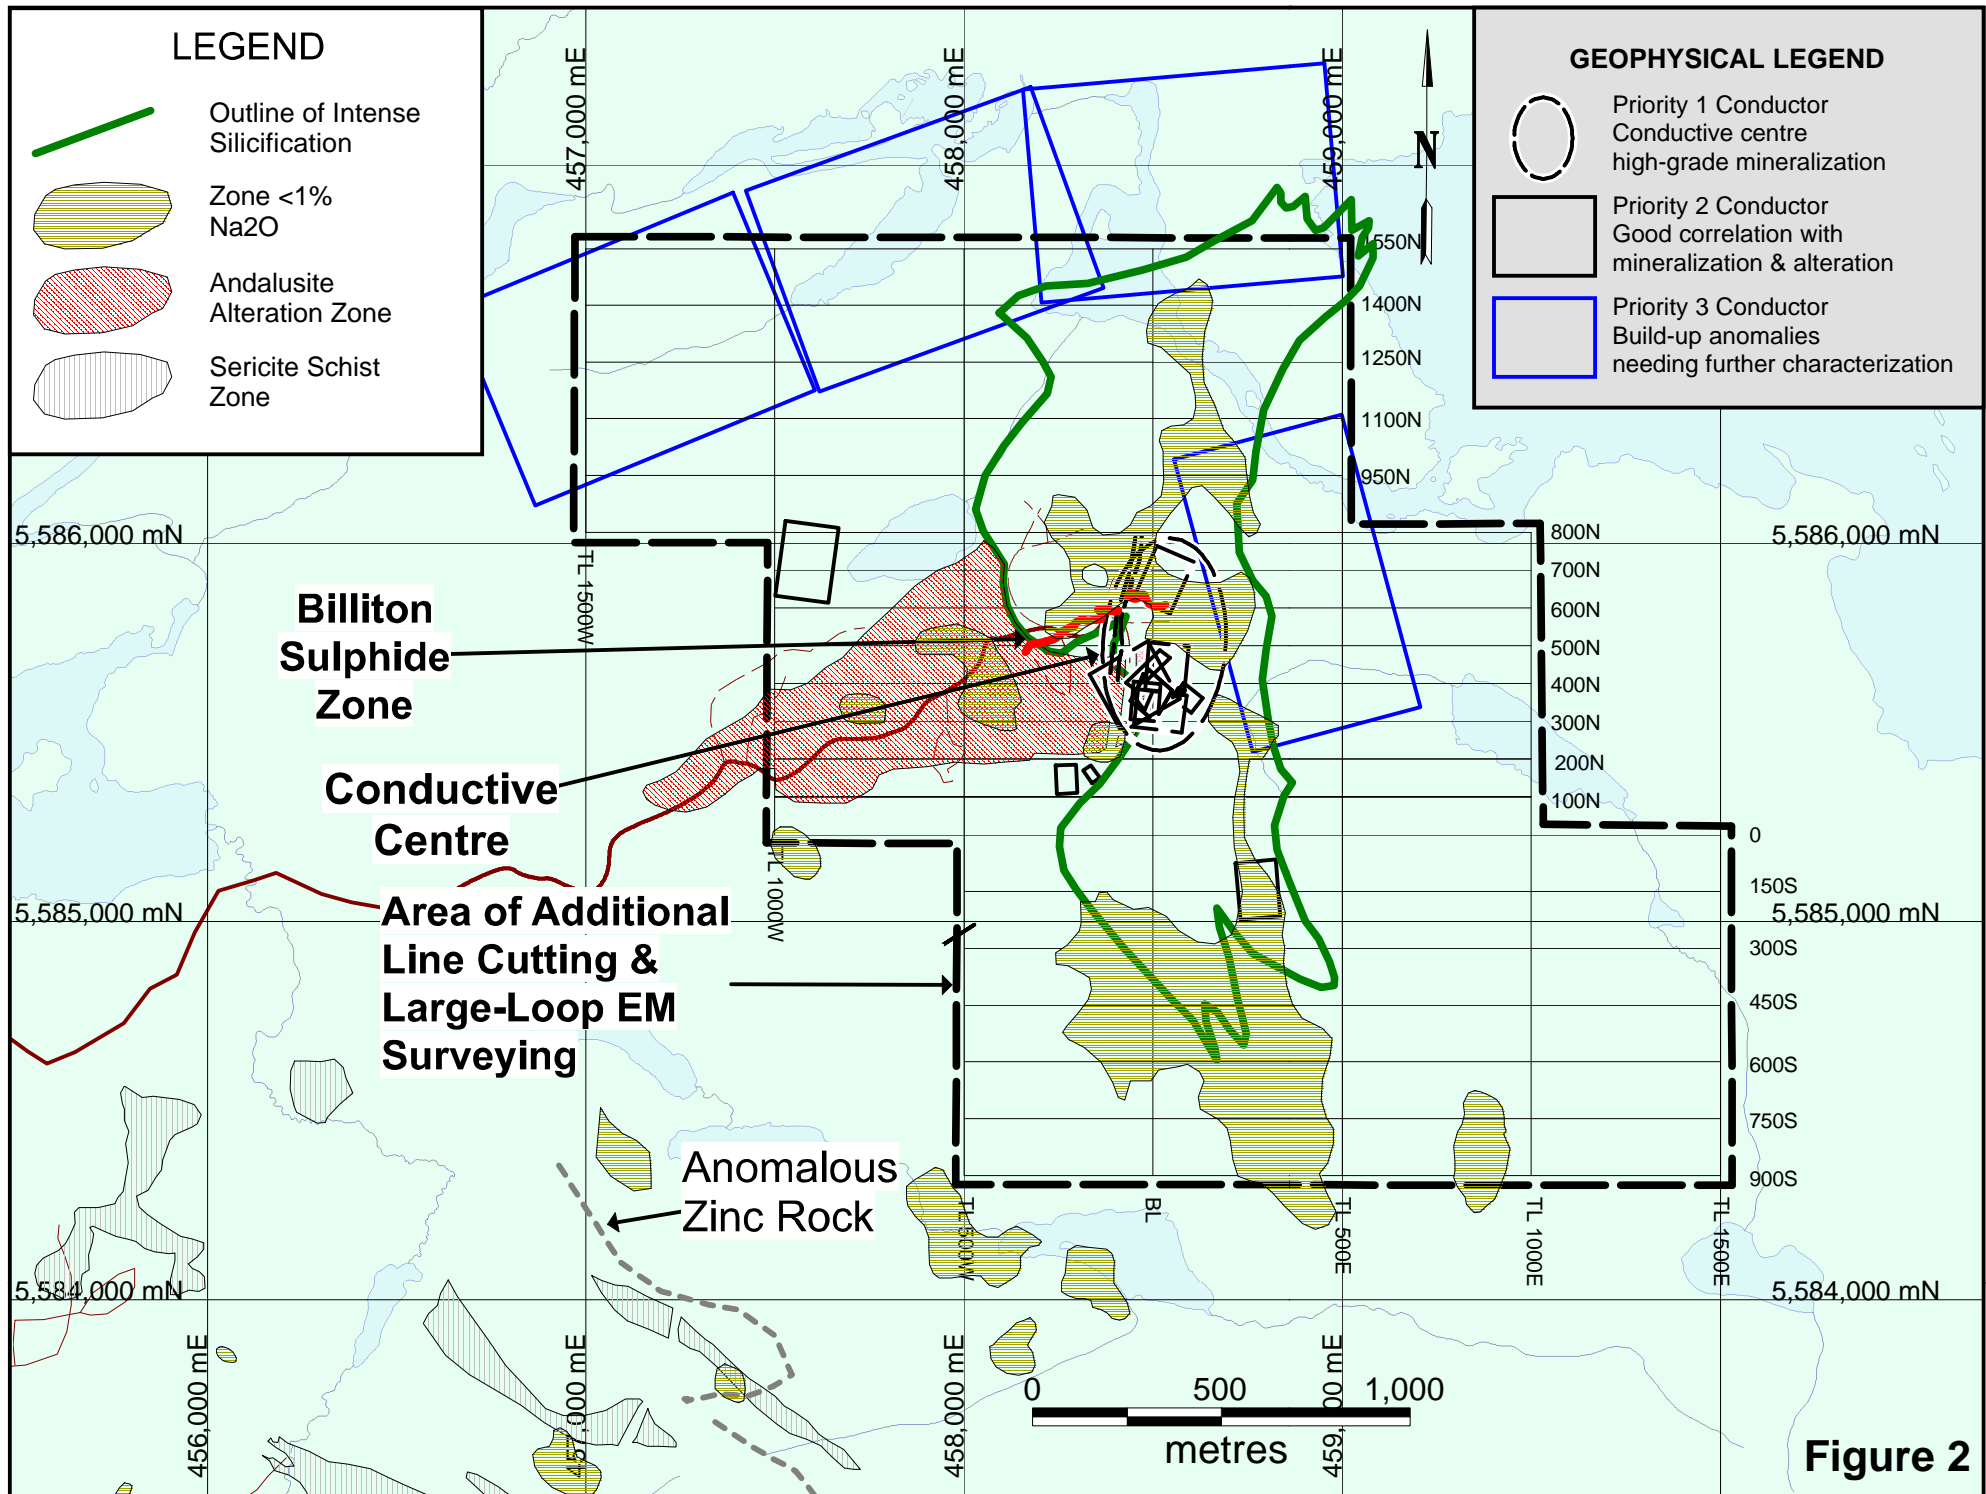 LEGEND
Outline of Intense
Silicification
Zone <1%
Na2O
Andalusite
Alteration Zone
Sericite Schist
Zone
GEOPHYSICAL LEGEND
Priority 1 Conductor
Conductive centre
high-grade mineralization
Priority 2 Conductor
Good correlation with
mineralization & alteration
Priority 3 Conductor
Build-up anomalies
needing further characterization
457,000 mE
458,000 mE
459,000 mE
N
1550N
1400N
1250N
1100N
950N
5,586,000 mN
5,586,000 mN
800N
700N
600N
500N
400N
300N
200N
100N
0
150S
300S
450S
600S
750S
900S
TL 1500W
TL 1000W
Billiton
Sulphide
Zone
Conductive
Centre
Area of Additional
Line Cutting &
Large-Loop EM
Surveying
5,585,000 mN
5,585,000 mN
Anomalous
Zinc Rock
TL 500W
BL
TL 500E
TL 1000E
TL 1500E
5,584,000 mN
5,584,000 mN
456,000 mE
457,000 mE
458,000 mE
459,000 mE
0 500 1,000
metres
Figure 2